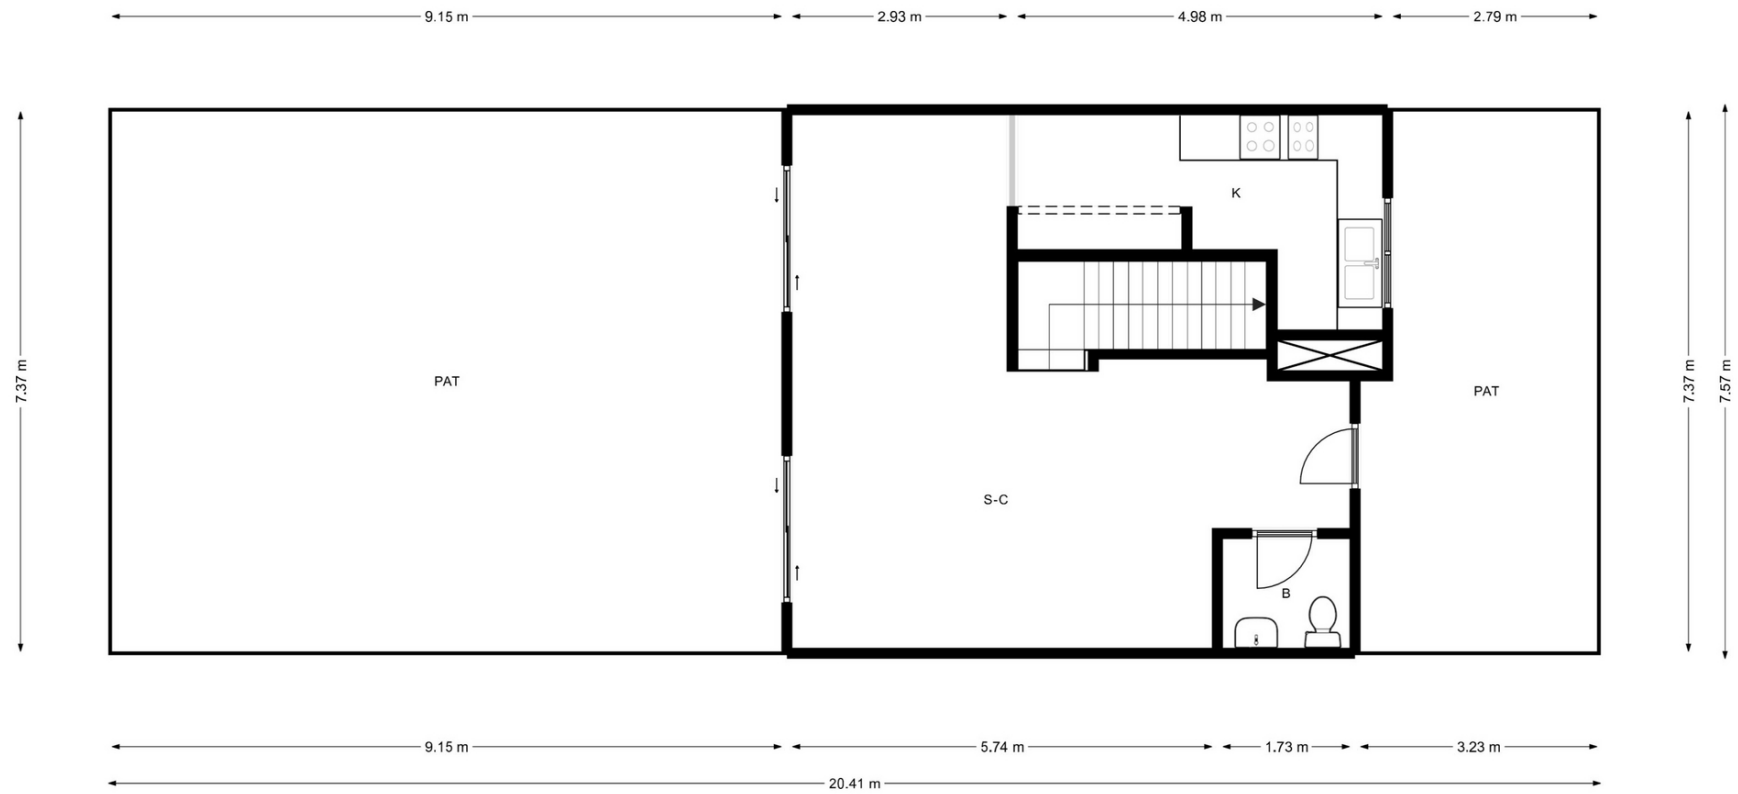 9.15 m
2.93 m
4.98 m
2.79 m
K
7.37 m
PAT
7.37 m
7.57 m
PAT
S-C
B
9.15 m
5.74 m
1.73 m
3.23 m
20.41 m